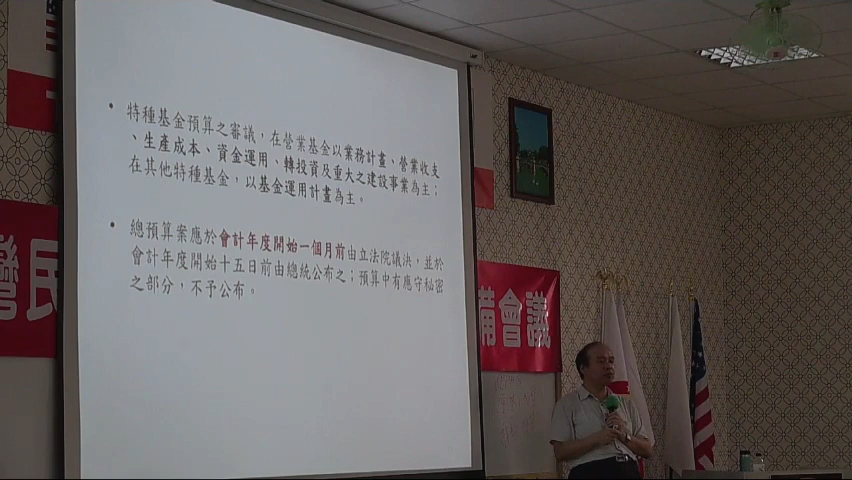 • 特種基金預算之審議，在營業基金以業務計畫、營業收支
、生產成本、資金運用、轉投資及重大之建設事業為主；
在其他特種基金，以基金運用計畫為主。
• 總預算案應於會計年度開始一個月前由立法院議決，並於
會計年度開始十五日前由總統公布之；預算中有應守秘密
之部分，不予公布。
灣民
備會議